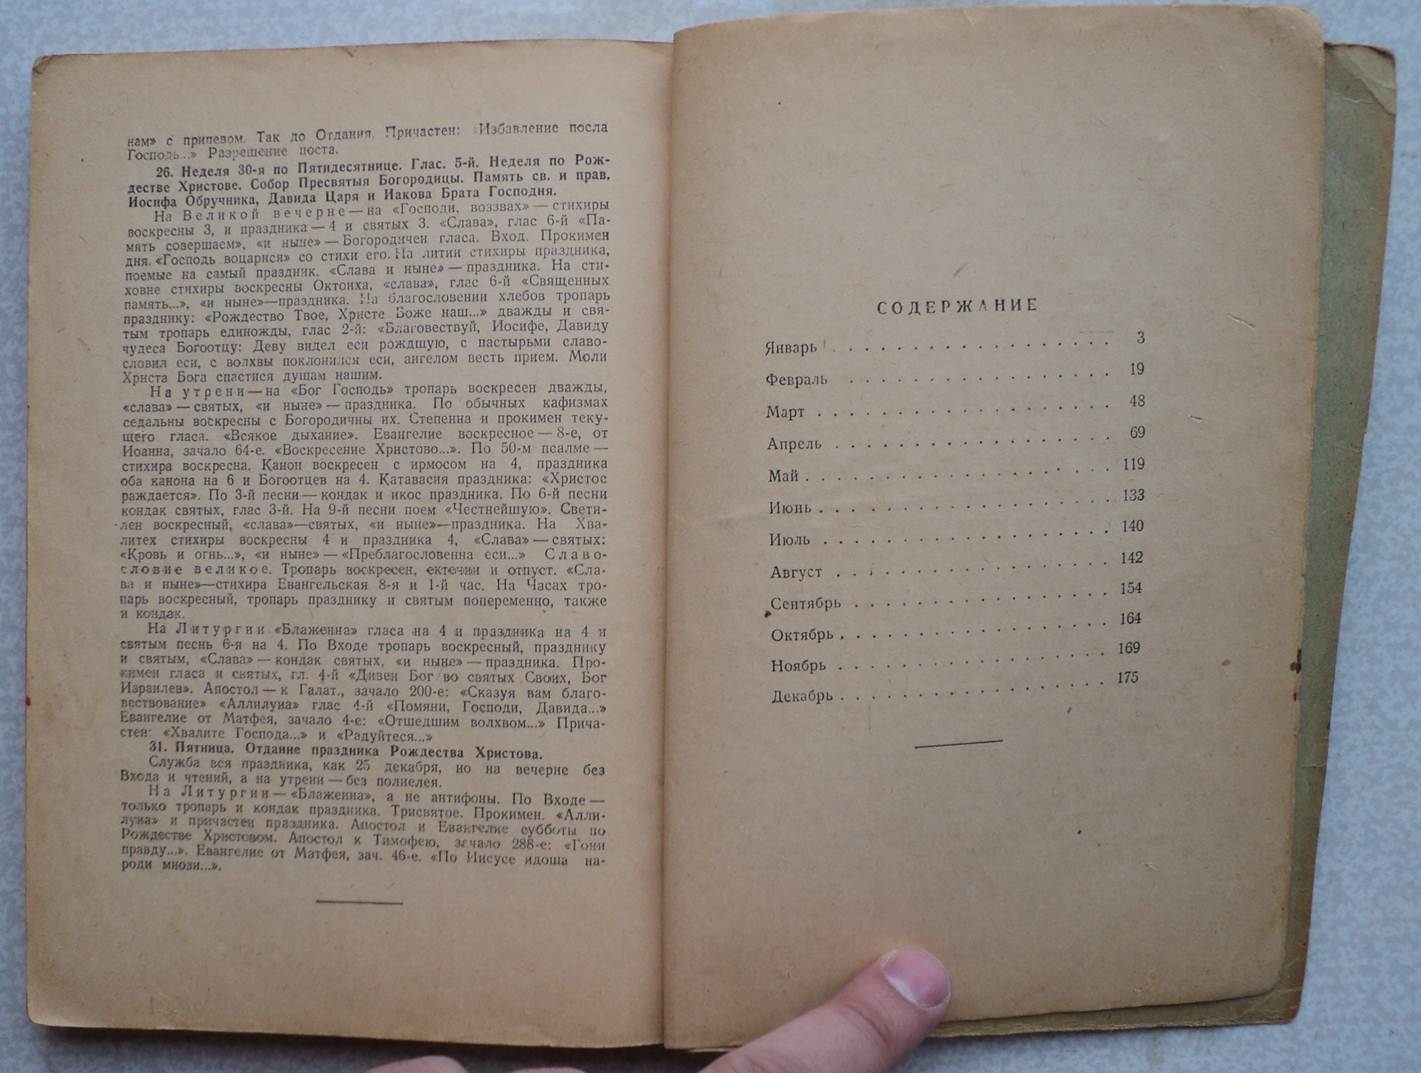 нам» с припевом. Так до Отдания. Причастен: «Избавление посла
Господь...» Разрешение поста.
26. Неделя 30-я по Пятидесятнице. Глас. 5-й. Неделя по Рож-
дестве Христове. Собор Пресвятыя Богородицы. Память св. и прав.
Иосифа Обручника, Давида Царя и Иакова Брата Господня.
На Великой вечерне — на «Господи, воззвах» — стихиры
воскресны 3, и праздника — 4 и святых 3. «Слава», глас 6-й «Па-
мять совершаем», «и ныне» — Богородичен гласа. Вход. Прокимен
дня. «Господь воцарися» со стихи его. На литии стихиры праздника,
поемые на самый праздник. «Слава и ныне» — праздника. На сти-
ховне стихиры воскресны Октоиха, «слава», глас 6-й «Священных
память...», «и ныне»—праздника. На благословении хлебов тропарь
празднику: «Рождество Твое, Христе Боже наш...» дважды и свя-
тым тропарь единожды, глас 2-й: «Благовествуй, Иосифе, Давиду
чудеса Богоотцу: Деву видел еси рождшую, с пастырьми славо-
словил еси, с волхвы поклонился еси, ангелом весть прием. Моли
Христа Бога спастися душам нашим.
На утрени — на «Бог Господь» тропарь воскресен дважды,
«слава» — святых, «и ныне» — праздника. По обычных кафизмах
седальны воскресны с Богородичны их. Степенна и прокимен теку-
щего гласа. «Всякое дыхание». Евангелие воскресное — 8-е, от
Иоанна, зачало 64-е. «Воскресение Христово...». По 50-м псалме —
стихира воскресна. Канон воскресен с ирмосом на 4, праздника
оба канона на 6 и Богоотцев на 4. Катавасия праздника: «Христос
раждается». По 3-й песни — кондак и икос праздника. По 6-й песни
кондак святых, глас 3-й. На 9-й песни поем «Честнейшую». Свети-
лен воскресный, «слава»—святых, «и ныне»—праздника. На Хва-
литех стихиры воскресны 4 и праздника 4, «Слава» — святых:
«Кровь и огнь...», «и ныне» — «Преблагословенна еси...» Славо-
словие великое. Тропарь воскресен, ектении и отпуст. «Сла-
ва и ныне»—стихира Евангельская 8-я и 1-й час. На Часах тро-
парь воскресный, тропарь празднику и святым попеременно, также
и кондак.
На Литургии «Блаженна» гласа на 4 и праздника на 4 и
святым песнь 6-я на 4. По Входе тропарь воскресный, празднику
и святым, «Слава» — кондак святых, «и ныне» — праздника. Про-
кимен гласа и святых, гл. 4-й «Дивен Бог во святых Своих, Бог
Израилев». Апостол — к Галат., зачало 200-е: «Сказуя вам благо-
вествование» «Аллилуиа» глас 4-й «Помяни, Господи, Давида...»
Евангелие от Матфея, зачало 4-е: «Отшедшим волхвом...» Прича-
стен: «Хвалите Господа...» и «Радуйтеся...»
31. Пятница. Отдание праздника Рождества Христова.
Служба вся праздника, как 25 декабря, но на вечерне без
Входа и чтений, а на утрени — без полиелея.
На Литургии—«Блаженна», а не антифоны. По Входе —
только тропарь и кондак праздника. Трисвятое. Прокимен. «Алли-
луиа» и причастен праздника. Апостол и Евангелие субботы по
Рождестве Христовом. Апостол к Тимофею, зачало 288-е: «Гони
правду...». Евангелие от Матфея, зач. 46-е. «По Иисусе идоша на-
роди мнози...».
СОДЕРЖАНИЕ
Январь . . . . . . . . . . . . . . . . . 3
Февраль . . . . . . . . . . . . . . . . 19
Март . . . . . . . . . . . . . . . . . . 48
Апрель . . . . . . . . . . . . . . . . . 69
Май . . . . . . . . . . . . . . . . . . 119
Июнь . . . . . . . . . . . . . . . . . . 133
Июль . . . . . . . . . . . . . . . . . 140
Август . . . . . . . . . . . . . . . . . 142
Сентябрь . . . . . . . . . . . . . . . . 154
Октябрь . . . . . . . . . . . . . . . . 164
Ноябрь . . . . . . . . . . . . . . . . 169
Декабрь . . . . . . . . . . . . . . . . 175